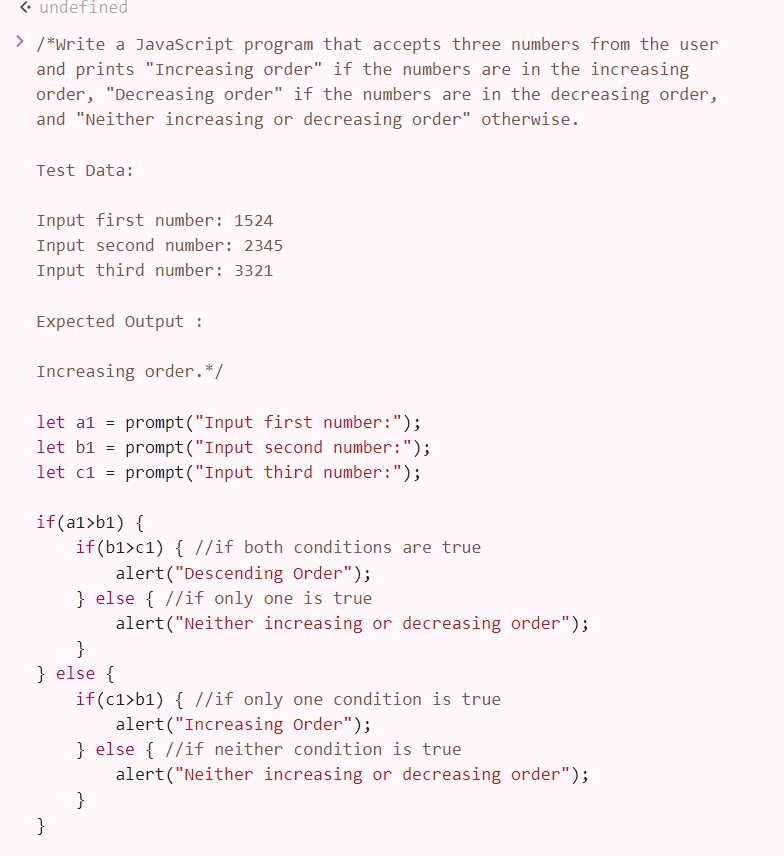 undefined
/*Write a JavaScript program that accepts three numbers from the user
and prints "Increasing order" if the numbers are in the increasing
order, "Decreasing order" if the numbers are in the decreasing order,
and "Neither increasing or decreasing order" otherwise.

Test Data:

Input first number: 1524
Input second number: 2345
Input third number: 3321

Expected Output :

Increasing order.*/

let a1 = prompt("Input first number:");
let b1 = prompt("Input second number:");
let c1 = prompt("Input third number:");

if(a1>b1) {
    if(b1>c1) { //if both conditions are true
        alert("Descending Order");
    } else { //if only one is true
        alert("Neither increasing or decreasing order");
    }
} else {
    if(c1>b1) { //if only one condition is true
        alert("Increasing Order");
    } else { //if neither condition is true
        alert("Neither increasing or decreasing order");
    }
}